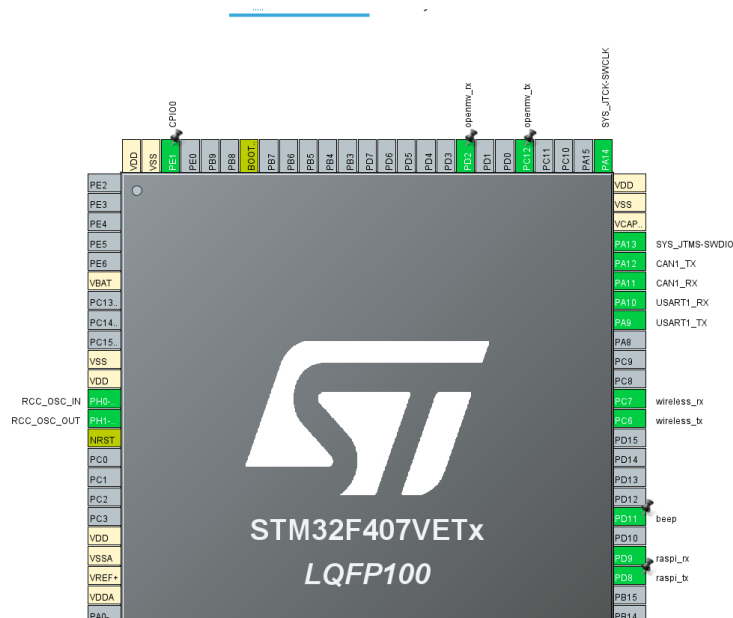 CPIO0
openmv_rx
openmv_tx
SYS_JTCK-SWCLK
VDD
VSS
PE1
PE0
PB9
PB8
BOOT..
PB7
PB6
PB5
PB4
PB3
PD7
PD6
PD5
PD4
PD3
PD2
PD1
PD0
PC12
PC11
PC10
PA15
PA14
PE2
PE3
PE4
PE5
PE6
VBAT
PC13..
PC14..
PC15..
VSS
VDD
RCC_OSC_IN PH0-..
RCC_OSC_OUT PH1-..
NRST
PC0
PC1
PC2
PC3
VDD
VSSA
VREF+
VDDA
PA0-
STM32F407VETx
LQFP100
VDD
VSS
VCAP..
PA13 SYS_JTMS-SWDIO
PA12 CAN1_TX
PA11 CAN1_RX
PA10 USART1_RX
PA9 USART1_TX
PA8
PC9
PC8
PC7 wireless_rx
PC6 wireless_tx
PD15
PD14
PD13
PD12
PD11 beep
PD10
PD9 raspi_rx
PD8 raspi_tx
PB15
PB14